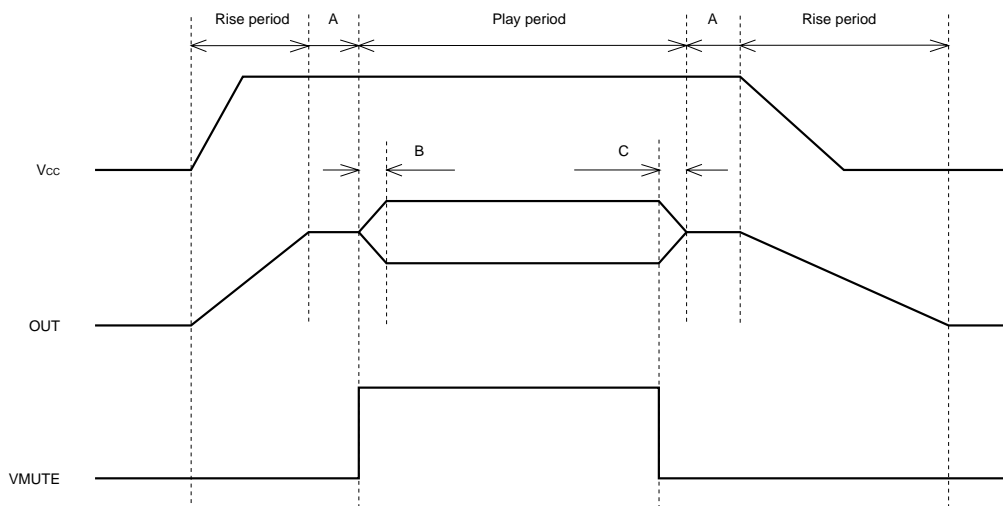 Rise period A Play period A Rise period
VCC
B C
OUT
VMUTE